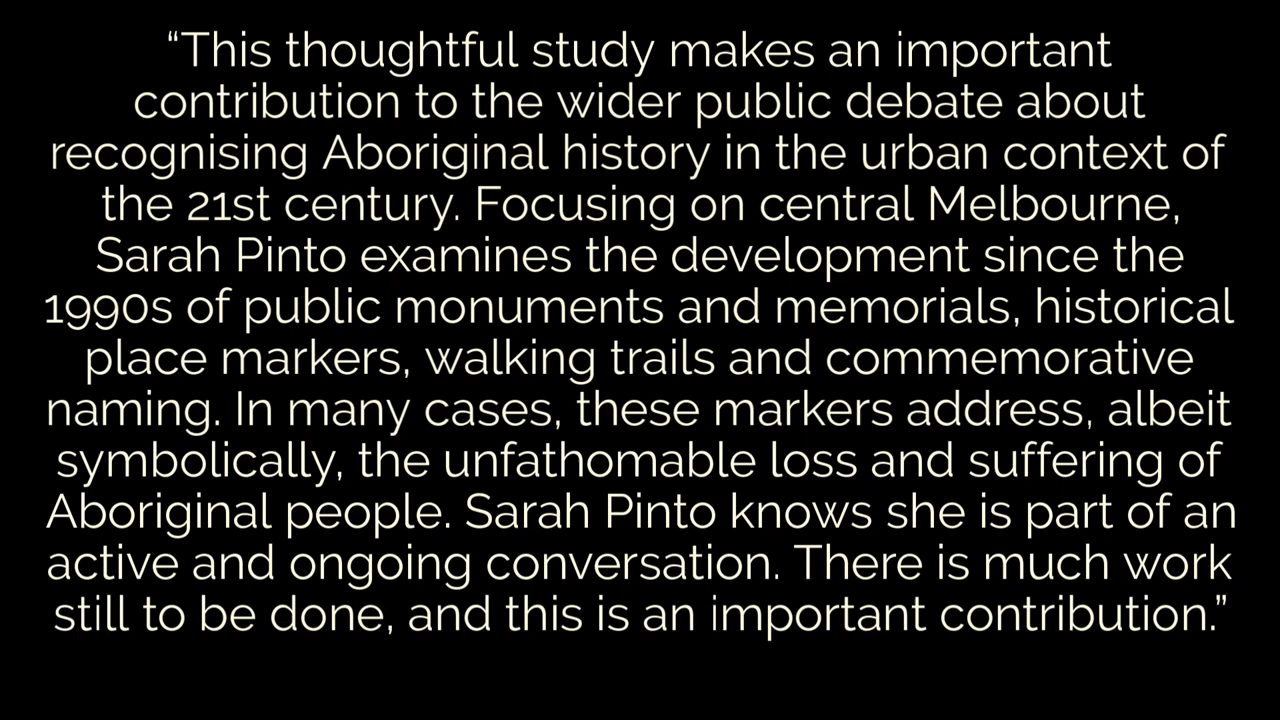 “This thoughtful study makes an important
contribution to the wider public debate about
recognising Aboriginal history in the urban context of
the 21st century. Focusing on central Melbourne,
Sarah Pinto examines the development since the
1990s of public monuments and memorials, historical
place markers, walking trails and commemorative
naming. In many cases, these markers address, albeit
symbolically, the unfathomable loss and suffering of
Aboriginal people. Sarah Pinto knows she is part of an
active and ongoing conversation. There is much work
still to be done, and this is an important contribution.”